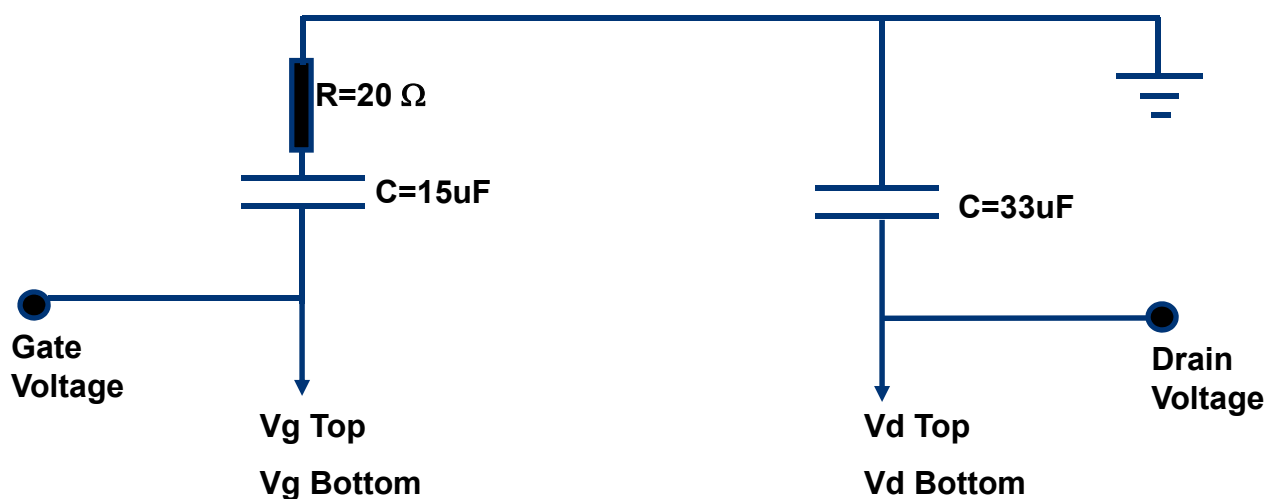 R=20 Ω
C=15uF
C=33uF
Gate
Voltage
Drain
Voltage
Vg Top
Vg Bottom
Vd Top
Vd Bottom